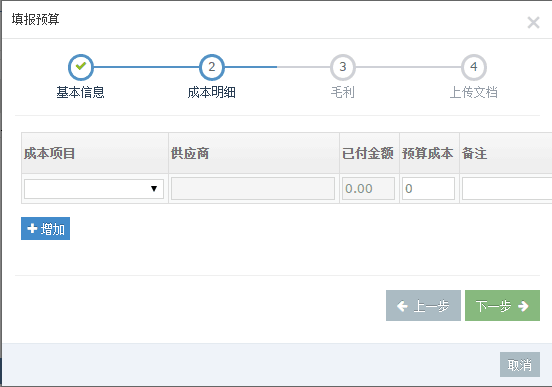 填报预算
2 3 4
基本信息 成本明细 毛利 上传文档
成本项目 供应商 已付金额 预算成本 备注
0.00 0
增加
上一步 下一步
取消